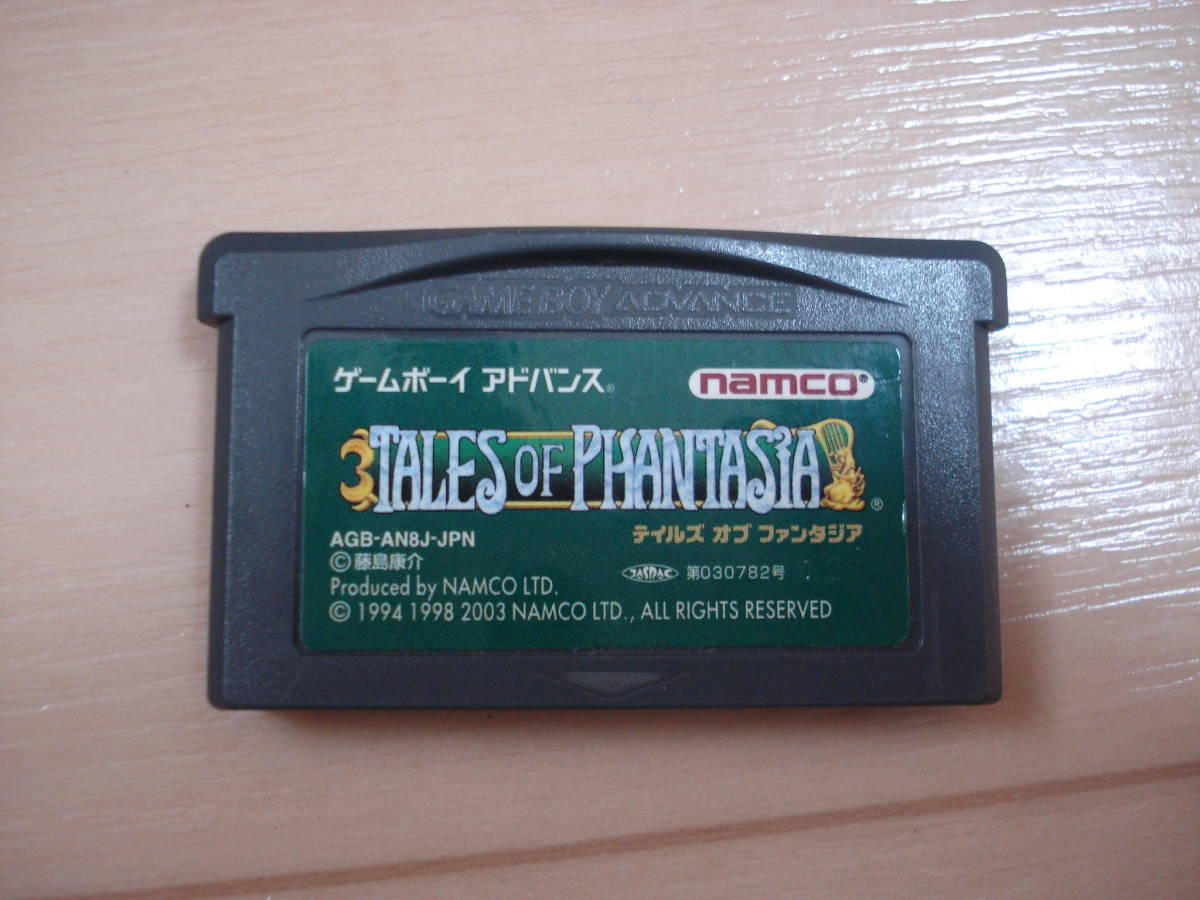 GAME BOY ADVANCE
ゲームボーイ アドバンス®
namco®
TALES OF PHANTASIA®
テイルズ オブ ファンタジア
AGB-AN8J-JPN
©藤島康介
JASRAC 第030782号
Produced by NAMCO LTD.
© 1994 1998 2003 NAMCO LTD., ALL RIGHTS RESERVED